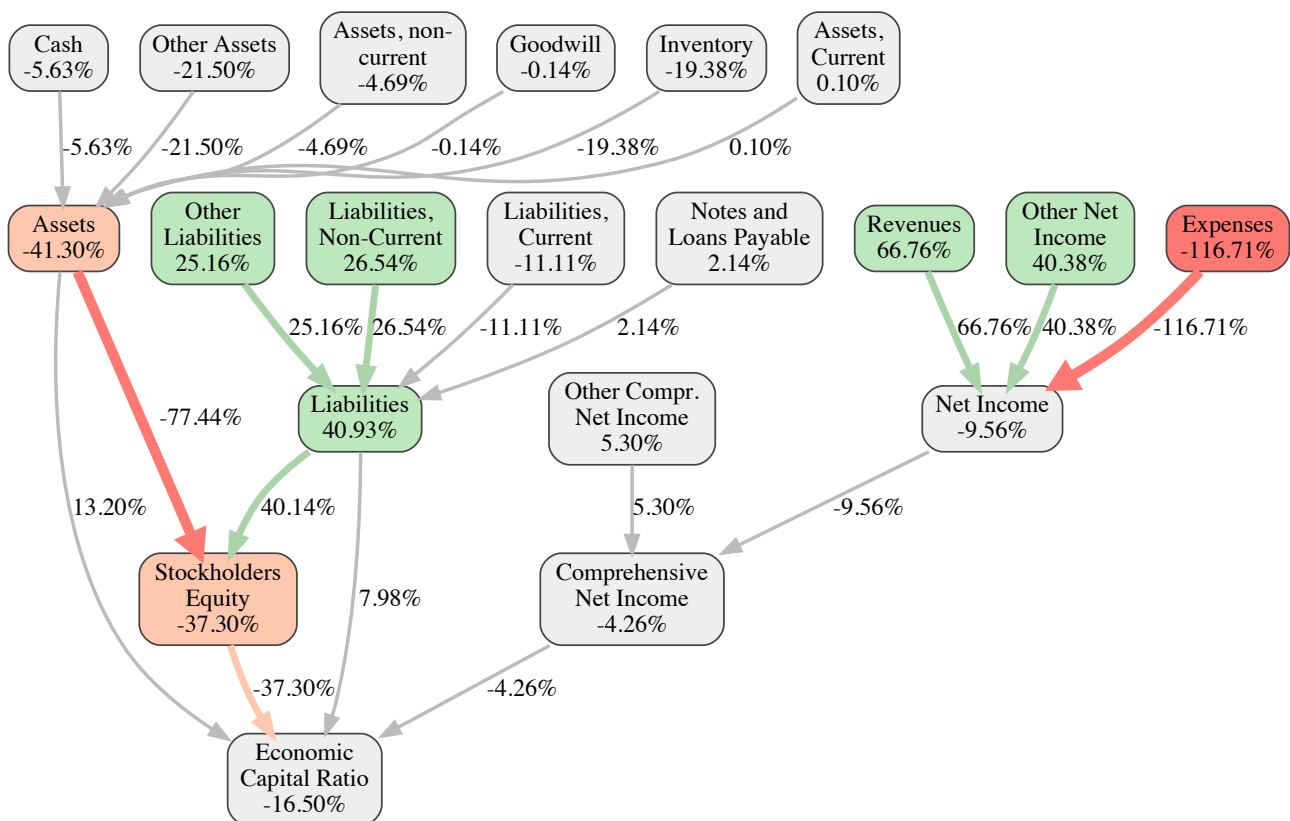 Cash
-5.63%
Other Assets
-21.50%
Assets, non-
current
-4.69%
Goodwill
-0.14%
Inventory
-19.38%
Assets,
Current
0.10%
-5.63%
-21.50%
-4.69%
-0.14%
-19.38%
0.10%
Assets
-41.30%
Other
Liabilities
25.16%
Liabilities,
Non-Current
26.54%
Liabilities,
Current
-11.11%
Notes and
Loans Payable
2.14%
Revenues
66.76%
Other Net
Income
40.38%
Expenses
-116.71%
25.16%
26.54%
-11.11%
2.14%
66.76%
40.38%
-116.71%
-77.44%
Liabilities
40.93%
Other Compr.
Net Income
5.30%
Net Income
-9.56%
13.20%
40.14%
5.30%
-9.56%
Stockholders
Equity
-37.30%
7.98%
Comprehensive
Net Income
-4.26%
-37.30%
-4.26%
Economic
Capital Ratio
-16.50%